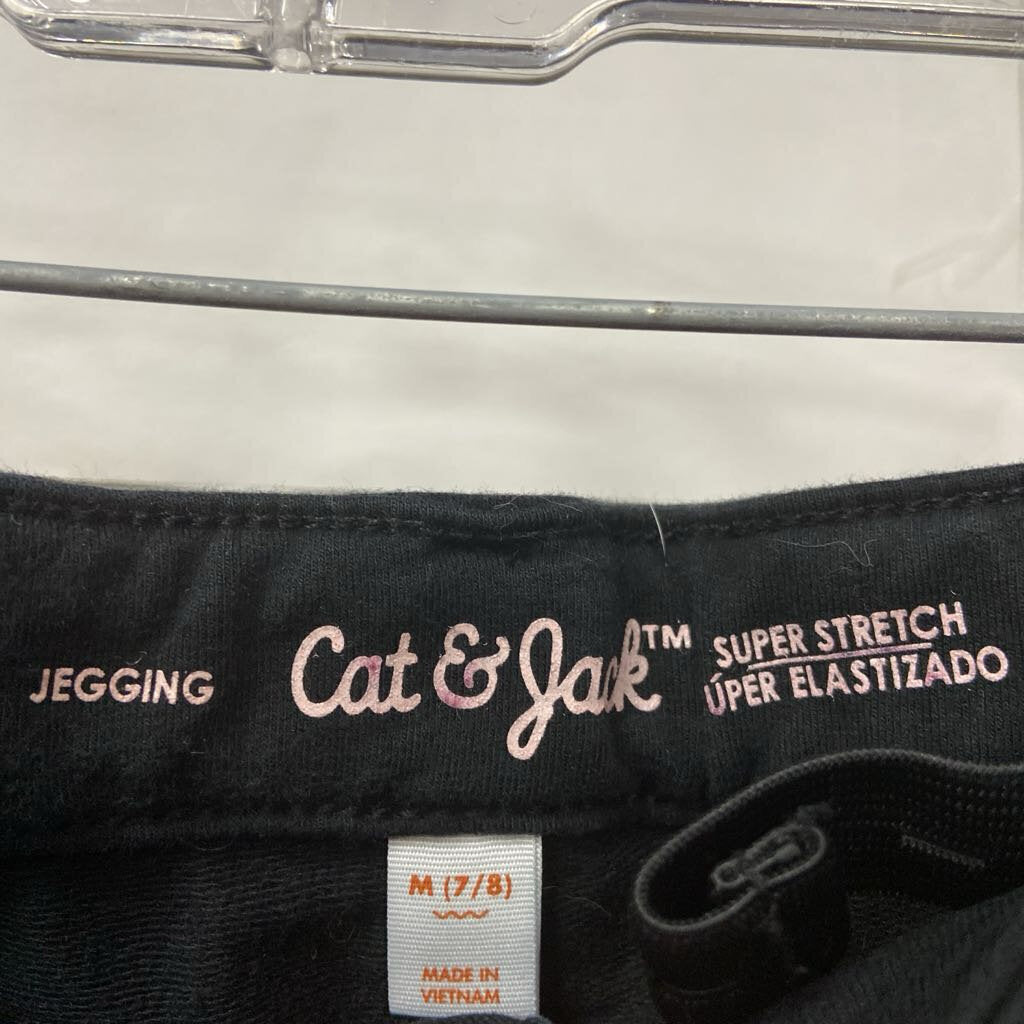 JEGGING
Cat & Jack™
SUPER STRETCH
ÚPER ELASTIZADO
M (7/8)
MADE IN
VIETNAM